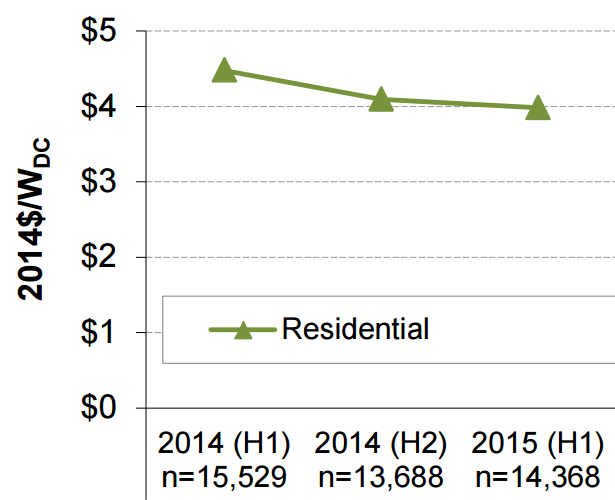 $5
$4
$3
$2
$1
$0
2014$/W_DC
Residential
2014 (H1) 2014 (H2) 2015 (H1)
n=15,529 n=13,688 n=14,368